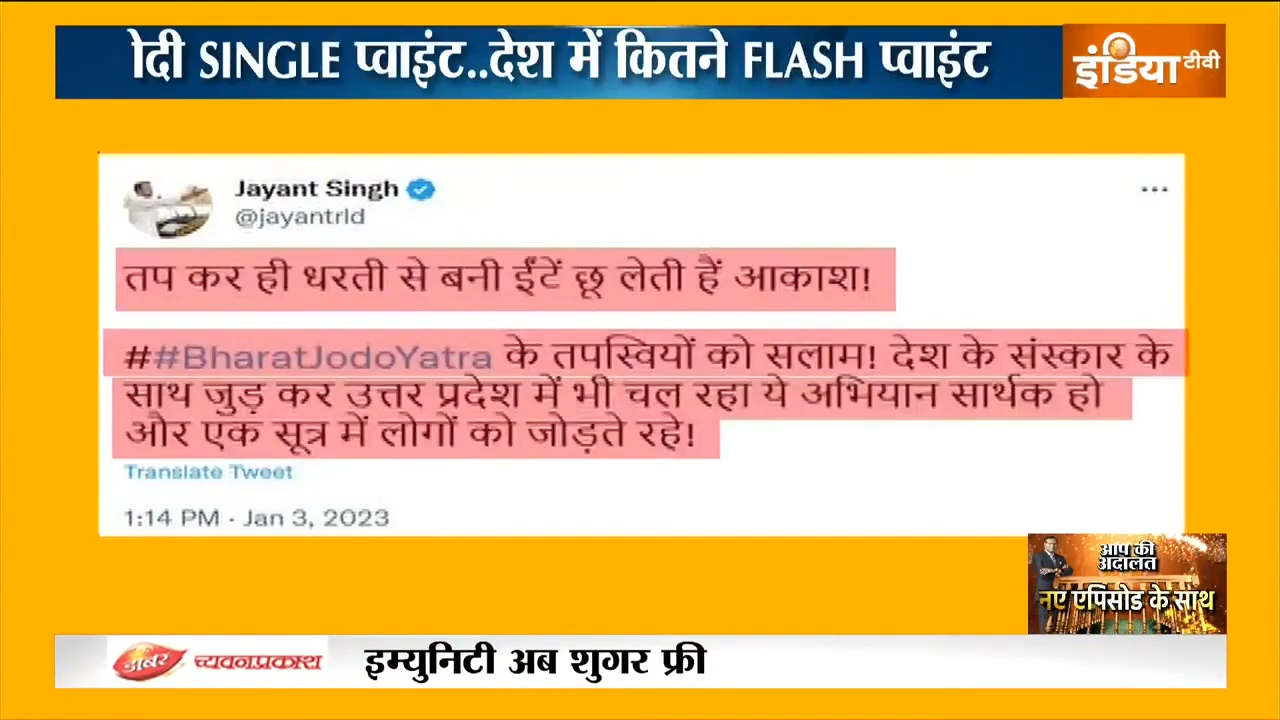 ोदी SINGLE प्वाइंट..देश में कितने FLASH प्वाइंट
इंडिया टीवी
Jayant Singh
@jayantrld
तप कर ही धरती से बनी ईंटें छू लेती हैं आकाश!
##BharatJodoYatra के तपस्वियों को सलाम! देश के संस्कार के
साथ जुड़ कर उत्तर प्रदेश में भी चल रहा ये अभियान सार्थक हो
और एक सूत्र में लोगों को जोड़ते रहे!
Translate Tweet
1:14 PM · Jan 3, 2023
आप की
अदालत
नए एपिसोड के साथ
डाबर च्यवनप्रकाश इम्युनिटी अब शुगर फ्री